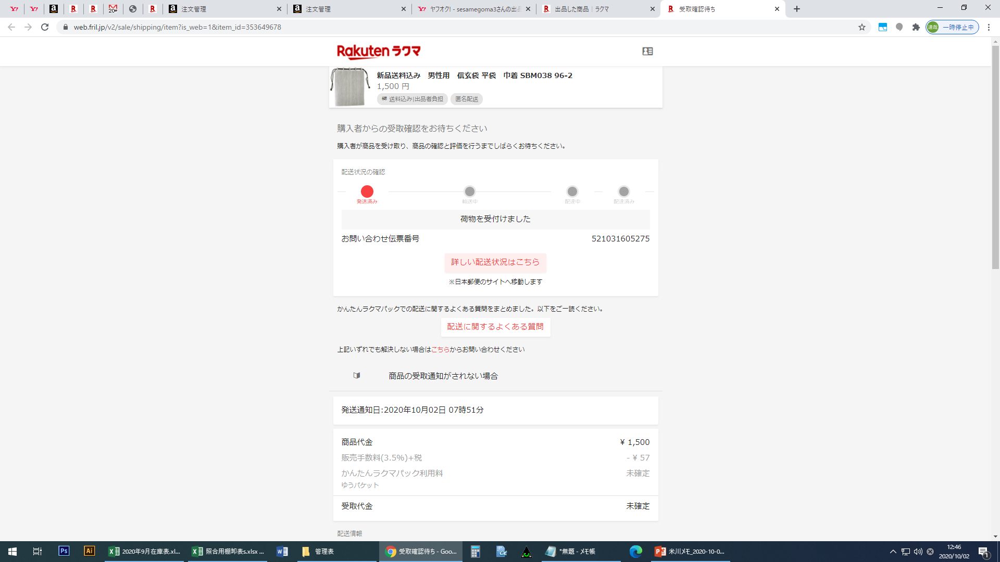 注文管理
注文管理
ヤフオク! - sesamegoma3さんの出品
出品した商品｜ラクマ
受取確認待ち
web.fril.jp/v2/sale/shipping/item?is_web=1&item_id=353649678
達哉
一時停止中
Rakuten ラクマ
新品送料込み　男性用　信玄袋 平袋　巾着 SBM038 96-2
1,500 円
送料込み|出品者負担
匿名配送
購入者からの受取確認をお待ちください
購入者が商品を受け取り、商品の確認と評価を行うまでしばらくお待ちください。
配送状況の確認
発送済み
輸送中
配達中
配達済み
荷物を受付けました
お問い合わせ伝票番号 521031605275
詳しい配送状況はこちら
※日本郵便のサイトへ移動します
かんたんラクマパックでの配送に関するよくある質問をまとめました。以下をご一読ください。
配送に関するよくある質問
上記いずれでも解決しない場合はこちらからお問い合わせください
商品の受取通知がされない場合
発送通知日:2020年10月02日 07時51分
商品代金 ¥ 1,500
販売手数料(3.5%)+税 - ¥ 57
かんたんラクマパック利用料 未確定
ゆうパケット
受取代金 未確定
配送情報
Ps
Ai
2020年9月在庫表.xl...
照合用棚卸表s.xlsx ...
管理表
受取確認待ち - Goo...
*無題 - メモ帳
米川メモ_2020-10-0...
12:46
2020/10/02
1